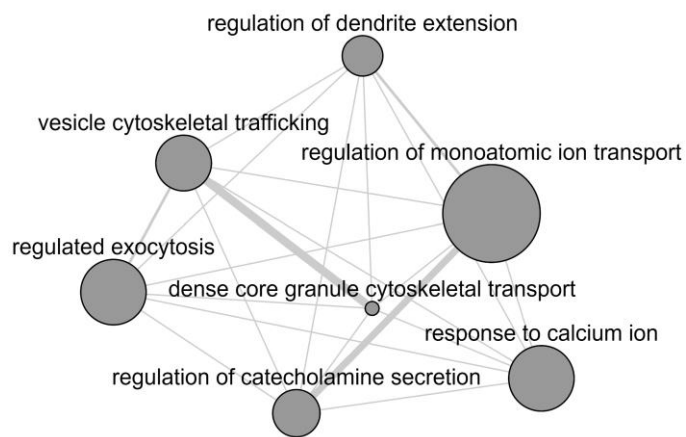 regulation of dendrite extension
vesicle cytoskeletal trafficking
regulation of monoatomic ion transport
regulated exocytosis
dense core granule cytoskeletal transport
response to calcium ion
regulation of catecholamine secretion